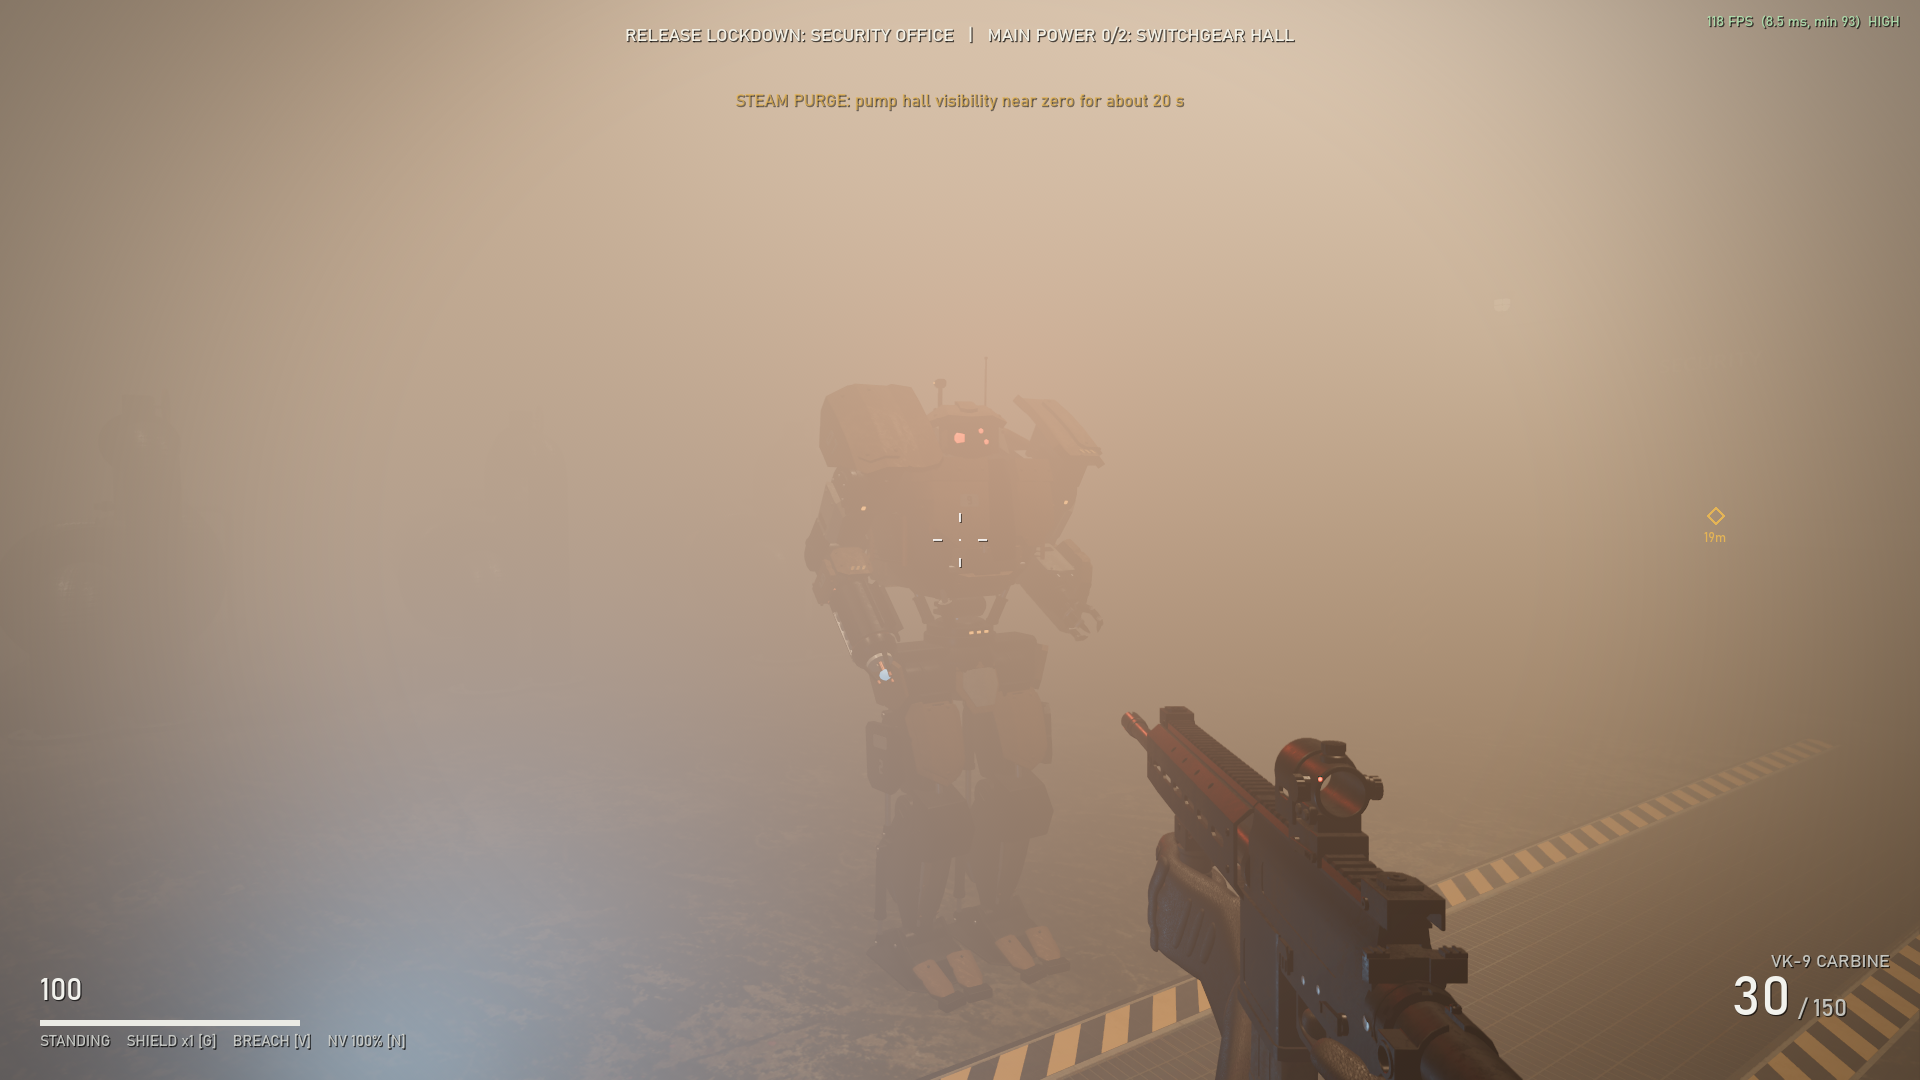 118 FPS (8.5 ms, min 93) HIGH
RELEASE LOCKDOWN: SECURITY OFFICE | MAIN POWER 0/2: SWITCHGEAR HALL
STEAM PURGE: pump hall visibility near zero for about 20 s
19m
VK-9 CARBINE
100
30 / 150
STANDING SHIELD x1 [G] BREACH [V] NV 100% [N]